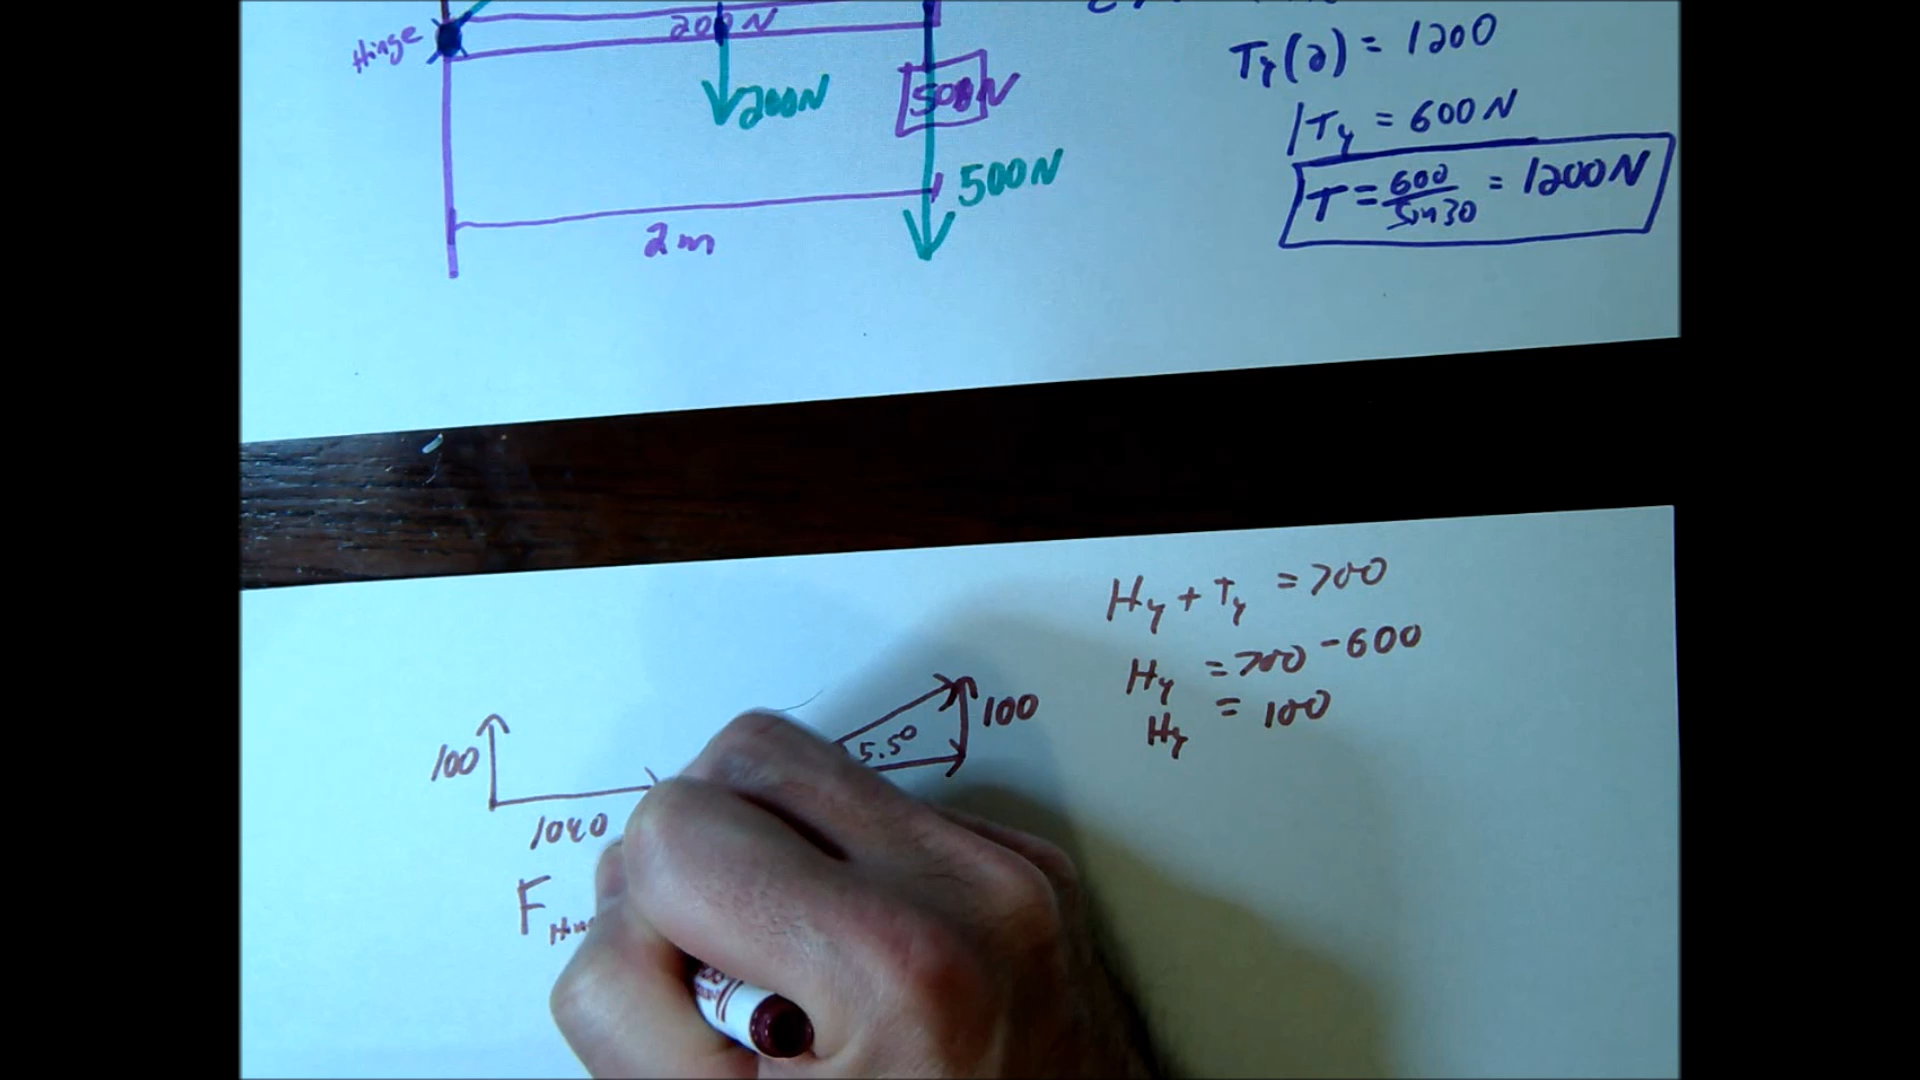 Hinge
200N
200N
500N
500N
2m
Ty(2) = 1200
Ty = 600N
T = 600/Sin30 = 1200N
Hy + Ty = 700
Hy = 700 - 600
Hy = 100
100
1040
5.5°
100
F